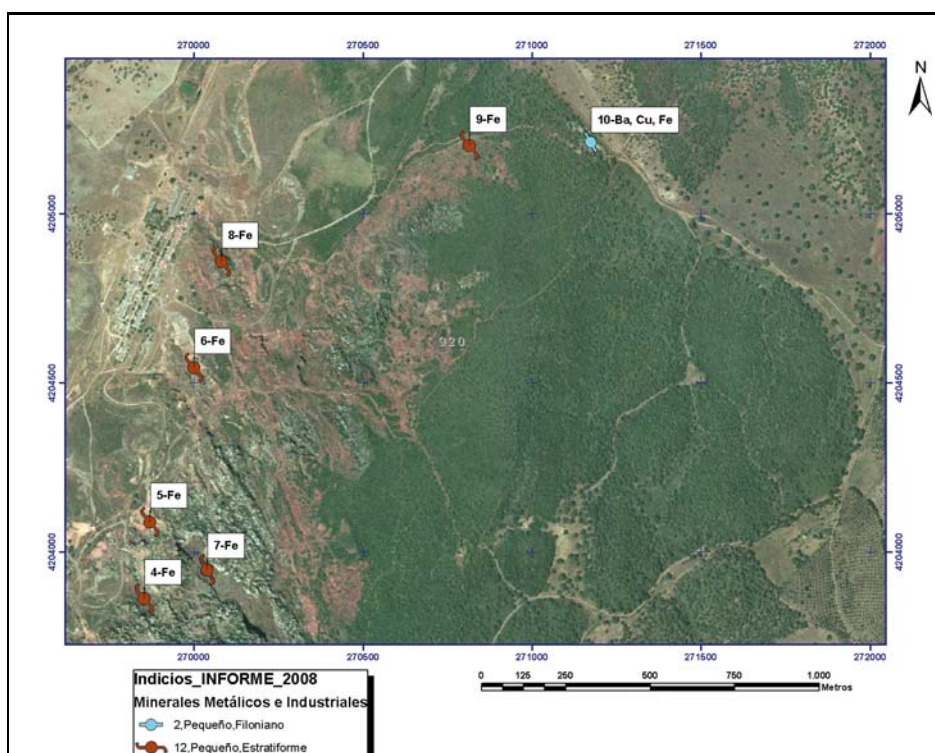 270000 270500 271000 271500 272000
N
9-Fe
10-Ba, Cu, Fe
4205000 4205000
8-Fe
6-Fe
920
4204500 4204500
5-Fe
7-Fe
4204000 4204000
4-Fe
270000 270500 271000 271500 272000
Indicios_INFORME_2008
Minerales Metálicos e Industriales
2,Pequeño,Filoniano
12,Pequeño,Estratiforme
0 125 250 500 750 1.000
Metros